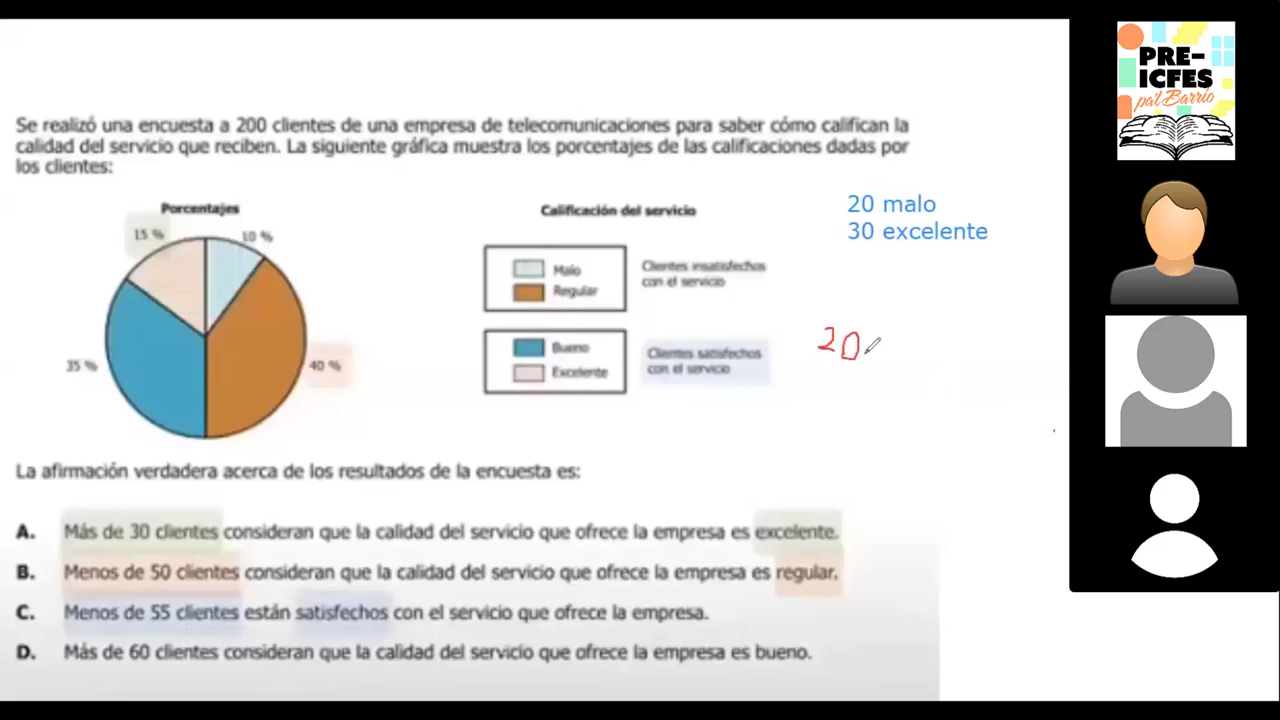 PRE-
ICFES
pa'l Barrio
Se realizó una encuesta a 200 clientes de una empresa de telecomunicaciones para saber cómo califican la
calidad del servicio que reciben. La siguiente gráfica muestra los porcentajes de las calificaciones dadas por
los clientes:
Porcentajes
15 %
10 %
35 %
40 %
Calificación del servicio
Malo
Regular
Clientes insatisfechos
con el servicio
Bueno
Excelente
Clientes satisfechos
con el servicio
20 malo
30 excelente
20
La afirmación verdadera acerca de los resultados de la encuesta es:
A. Más de 30 clientes consideran que la calidad del servicio que ofrece la empresa es excelente.
B. Menos de 50 clientes consideran que la calidad del servicio que ofrece la empresa es regular.
C. Menos de 55 clientes están satisfechos con el servicio que ofrece la empresa.
D. Más de 60 clientes consideran que la calidad del servicio que ofrece la empresa es bueno.